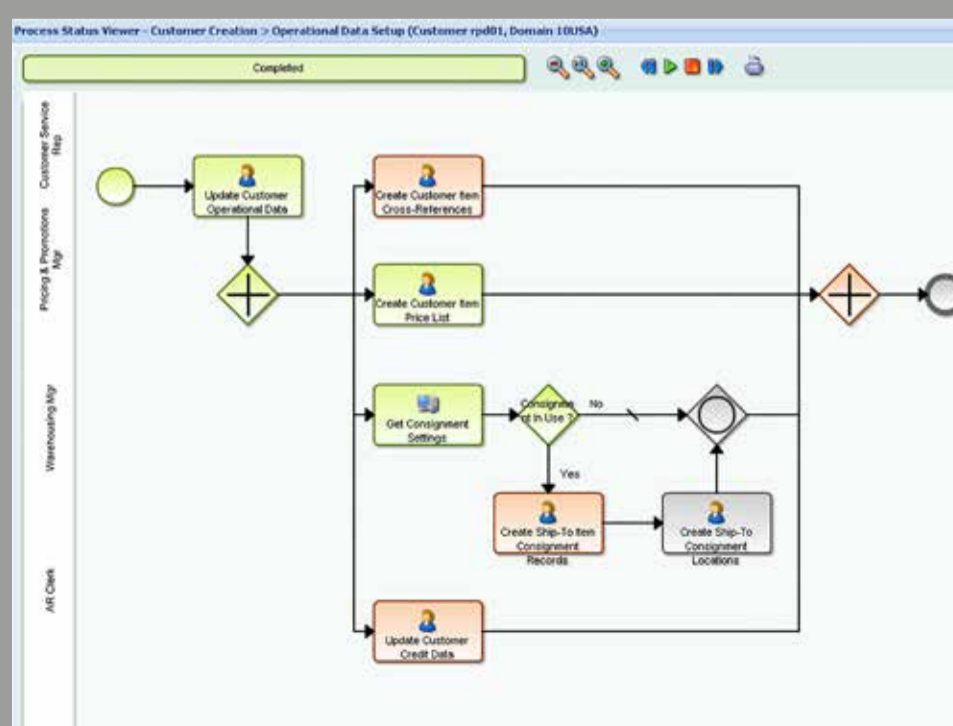 Process Status Viewer - Customer Creation > Operational Data Setup (Customer rpd01, Domain 10USA)
Completed
Customer Service
Rep
Update Customer
Operational Data
Create Customer Item
Cross-References
Pricing & Promotions
Mgr
Create Customer Item
Price List
Warehousing Mgr
Get Consignment
Settings
Consignme
nt In Use ?
No
Yes
Create Ship-To Item
Consignment
Records
Create Ship-To
Consignment
Locations
AR Clerk
Update Customer
Credit Data